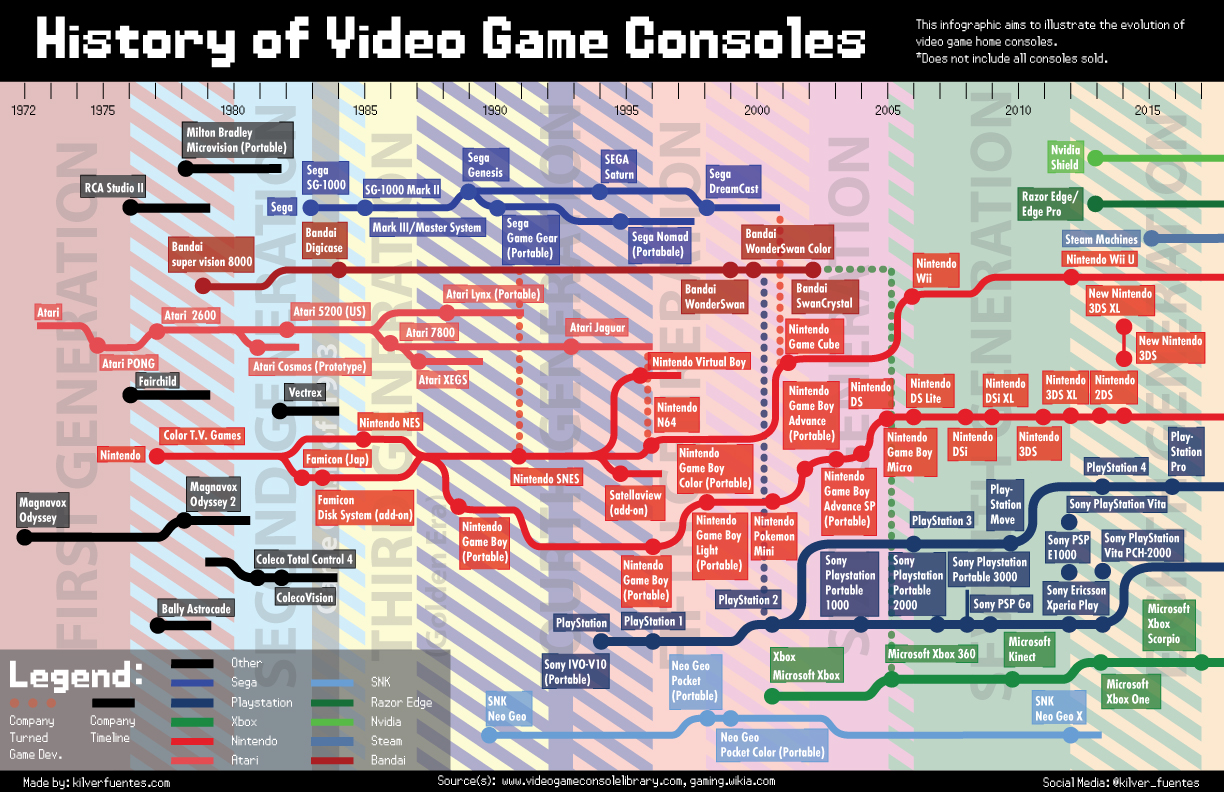 History of Video Game Consoles
This infographic aims to illustrate the evolution of
video game home consoles.
*Does not include all consoles sold.
1972
1975
1980
1985
1990
1995
2000
2005
2010
2015
FIRST GENERATION
SECOND GENERATION
THIRD GENERATION
(Golden Era)
Milton Bradley
Microvision (Portable)
RCA Studio II
Sega
Sega
SG-1000
SG-1000 Mark II
Mark III/Master System
Sega
Genesis
Sega
Game Gear
(Portable)
SEGA
Saturn
Sega Nomad
(Portabale)
Sega
DreamCast
Nvidia
Shield
Razor Edge/
Edge Pro
Steam Machines
Bandai
super vision 8000
Bandai
Digicase
Bandai
WonderSwan
Bandai
WonderSwan Color
Bandai
SwanCrystal
Atari
Atari PONG
Atari 2600
Atari Cosmos (Prototype)
Atari 5200 (US)
Atari Lynx (Portable)
Atari 7800
Atari XEGS
Atari Jaguar
Fairchild
Vectrex
Nintendo
Color T.V. Games
Nintendo NES
Famicon (Jap)
Famicon
Disk System (add-on)
Nintendo
Game Boy
(Portable)
Nintendo SNES
Satellaview
(add-on)
Nintendo Virtual Boy
Nintendo
N64
Nintendo
Game Boy
(Portable)
Nintendo
Game Boy
Color (Portable)
Nintendo
Game Boy
Light
(Portable)
Nintendo
Pokemon
Mini
Nintendo
Game Cube
Nintendo
Game Boy
Advance
(Portable)
Nintendo
Game Boy
Advance SP
(Portable)
Nintendo
DS
Nintendo
Game Boy
Micro
Nintendo
Wii
Nintendo
DS Lite
Nintendo
DSi
Nintendo
DSi XL
Nintendo
3DS
Nintendo
3DS XL
Nintendo
2DS
Nintendo Wii U
New Nintendo
3DS XL
New Nintendo
3DS
Magnavox
Odyssey
Magnavox
Odyssey 2
Coleco Total Control 4
ColecoVision
Bally Astrocade
PlayStation
PlayStation 1
Sony IVO-V10
(Portable)
PlayStation 2
Sony
Playstation
Portable
1000
Sony
Playstation
Portable
2000
PlayStation 3
Sony Playstation
Portable 3000
Sony PSP Go
Play-
Station
Move
PlayStation 4
Play-
Station
Pro
Sony PlayStation Vita
Sony PSP
E1000
Sony PlayStation
Vita PCH-2000
Sony Ericsson
Xperia Play
Xbox
Microsoft Xbox
Microsoft Xbox 360
Microsoft
Kinect
Microsoft
Xbox One
Microsoft
Xbox
Scorpio
SNK
Neo Geo
Neo Geo
Pocket
(Portable)
Neo Geo
Pocket Color (Portable)
SNK
Neo Geo X
Legend:
Company
Turned
Game Dev.
Company
Timeline
Other
Sega
Playstation
Xbox
Nintendo
Atari
SNK
Razor Edge
Nvidia
Steam
Bandai
Made by: kilverfuentes.com
Source(s): www.videogameconsolelibrary.com, gaming.wikia.com
Social Media: @kilver_fuentes